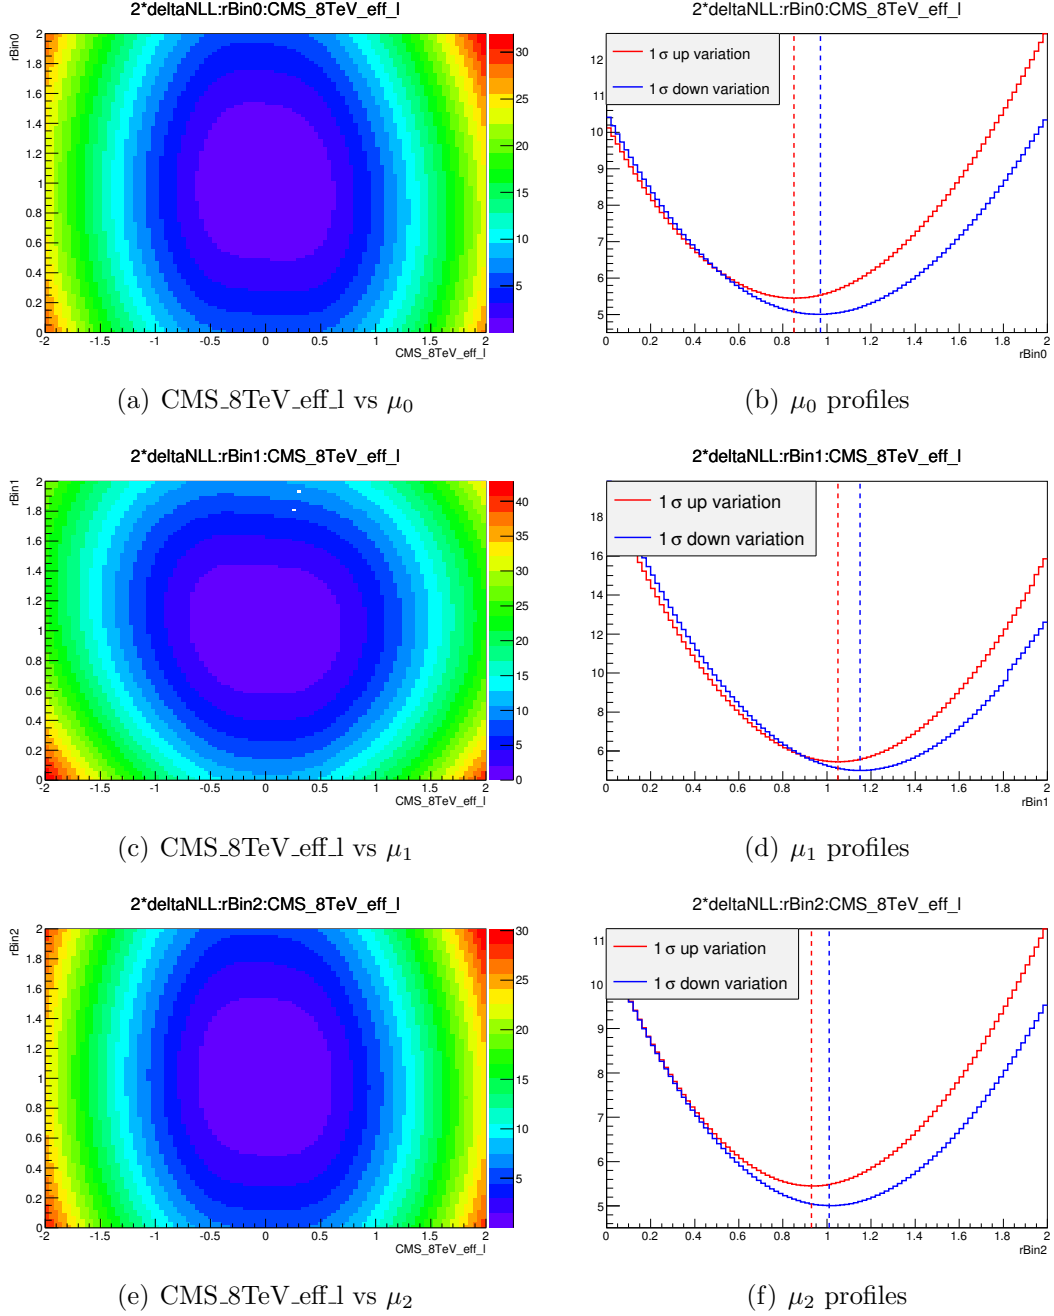 2*deltaNLL:rBin0:CMS_8TeV_eff_l
rBin0
2
1.8
1.6
1.4
1.2
1
0.8
0.6
0.4
0.2
0
-2 -1.5 -1 -0.5 0 0.5 1 1.5 2
CMS_8TeV_eff_l
30
25
20
15
10
5
2*deltaNLL:rBin0:CMS_8TeV_eff_l
1 σ up variation
1 σ down variation
12
11
10
9
8
7
6
5
0 0.2 0.4 0.6 0.8 1 1.2 1.4 1.6 1.8 2
rBin0
(a) CMS_8TeV_eff_l vs μ0
(b) μ0 profiles
2*deltaNLL:rBin1:CMS_8TeV_eff_l
rBin1
2
1.8
1.6
1.4
1.2
1
0.8
0.6
0.4
0.2
0
-2 -1.5 -1 -0.5 0 0.5 1 1.5 2
CMS_8TeV_eff_l
40
35
30
25
20
15
10
5
0
2*deltaNLL:rBin1:CMS_8TeV_eff_l
1 σ up variation
1 σ down variation
18
16
14
12
10
8
6
0 0.2 0.4 0.6 0.8 1 1.2 1.4 1.6 1.8 2
rBin1
(c) CMS_8TeV_eff_l vs μ1
(d) μ1 profiles
2*deltaNLL:rBin2:CMS_8TeV_eff_l
rBin2
2
1.8
1.6
1.4
1.2
1
0.8
0.6
0.4
0.2
0
-2 -1.5 -1 -0.5 0 0.5 1 1.5 2
CMS_8TeV_eff_l
30
25
20
15
10
5
2*deltaNLL:rBin2:CMS_8TeV_eff_l
1 σ up variation
1 σ down variation
11
10
9
8
7
6
5
0 0.2 0.4 0.6 0.8 1 1.2 1.4 1.6 1.8 2
rBin2
(e) CMS_8TeV_eff_l vs μ2
(f) μ2 profiles